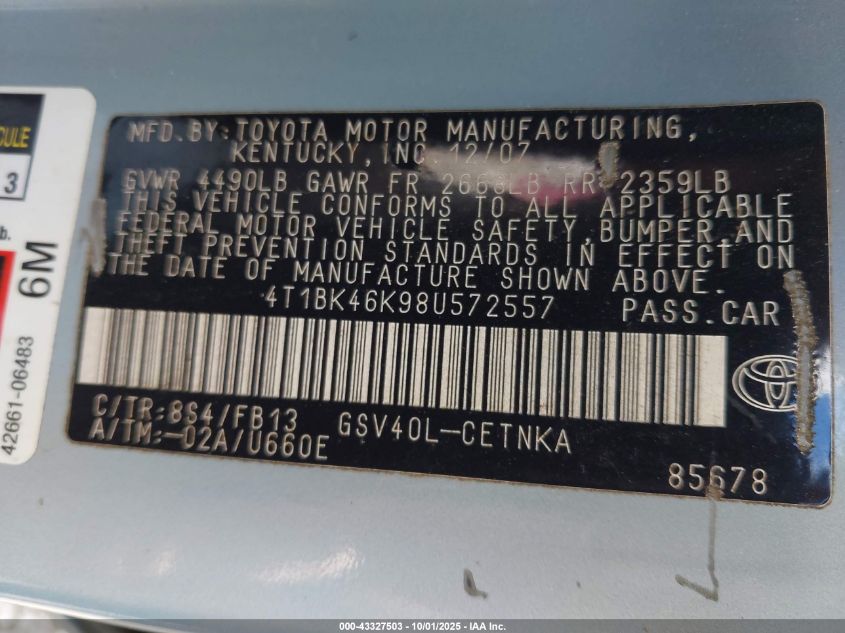 MFD.BY:TOYOTA MOTOR MANUFACTURING,
KENTUCKY,INC. 12/07
GVWR 4490LB GAWR FR 2668LB RR 2359LB
THIS VEHICLE CONFORMS TO ALL APPLICABLE
FEDERAL MOTOR VEHICLE SAFETY,BUMPER,AND
THEFT PREVENTION STANDARDS IN EFFECT ON
THE DATE OF MANUFACTURE SHOWN ABOVE.
4T1BK46K98U572557 PASS.CAR
C/TR:8S4/FB13 GSV40L-CETNKA
A/TM:-02A/U660E
85678
DULE
3
b.
6M
42661-06483
000-43327503 - 10/01/2025 - IAA Inc.